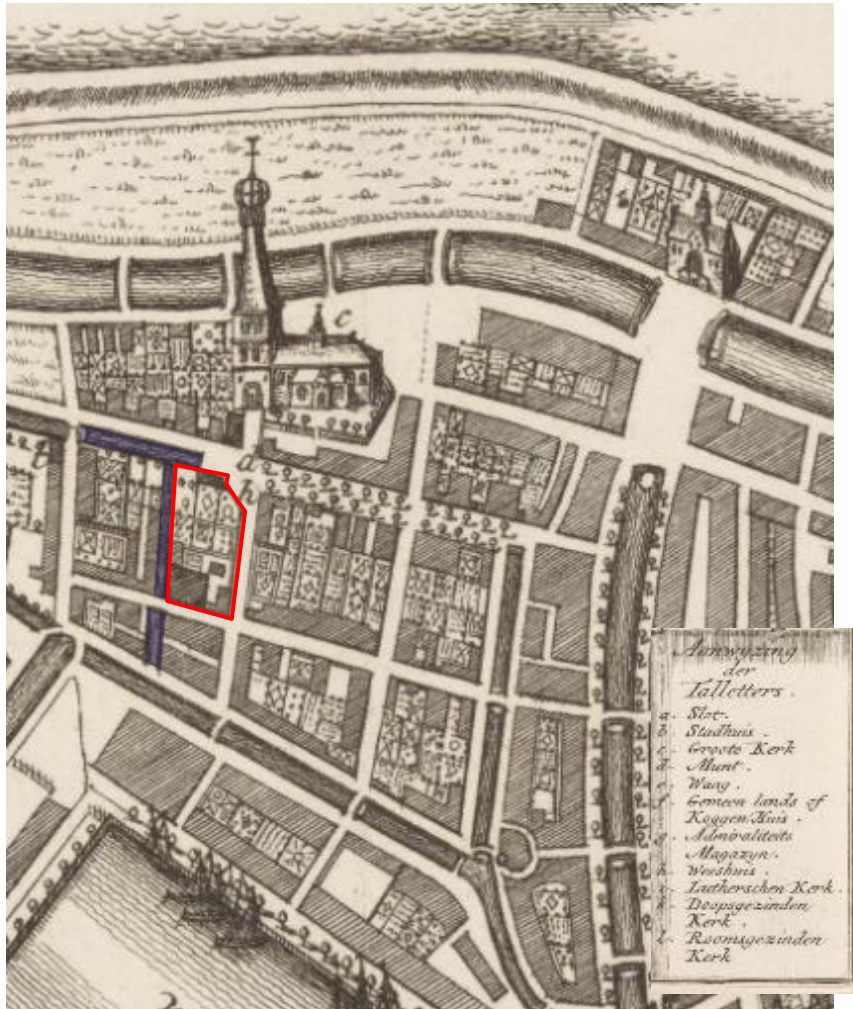 c
d
h
Aenwyzing
der
Talletters.
a. Slot.
b. Stadhuis.
c. Groote Kerk
d. Munt.
e. Waag.
f. Gemeen lands of
Koggen Huis.
g. Admiraliteits
Magazyn.
h. Weeshuis.
i. Lutherschen Kerk.
k. Doopsgezinden
Kerk.
l. Roomsgezinden
Kerk